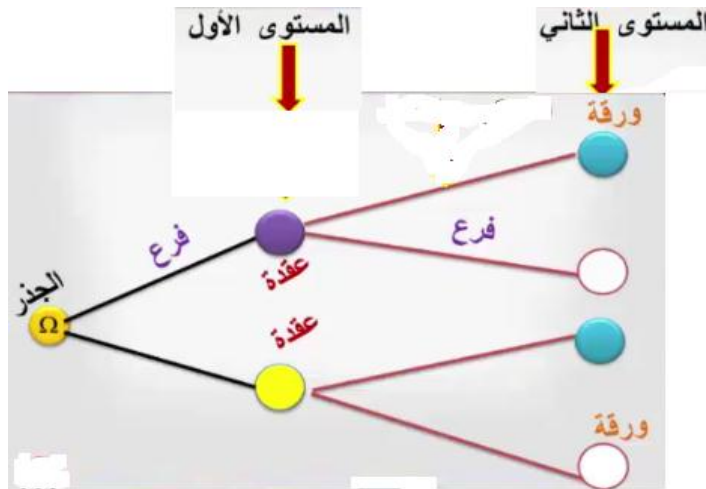 المستوى الأول
المستوى الثاني
ورقة
فرع
فرع
عقدة
الجذر
Ω
عقدة
ورقة